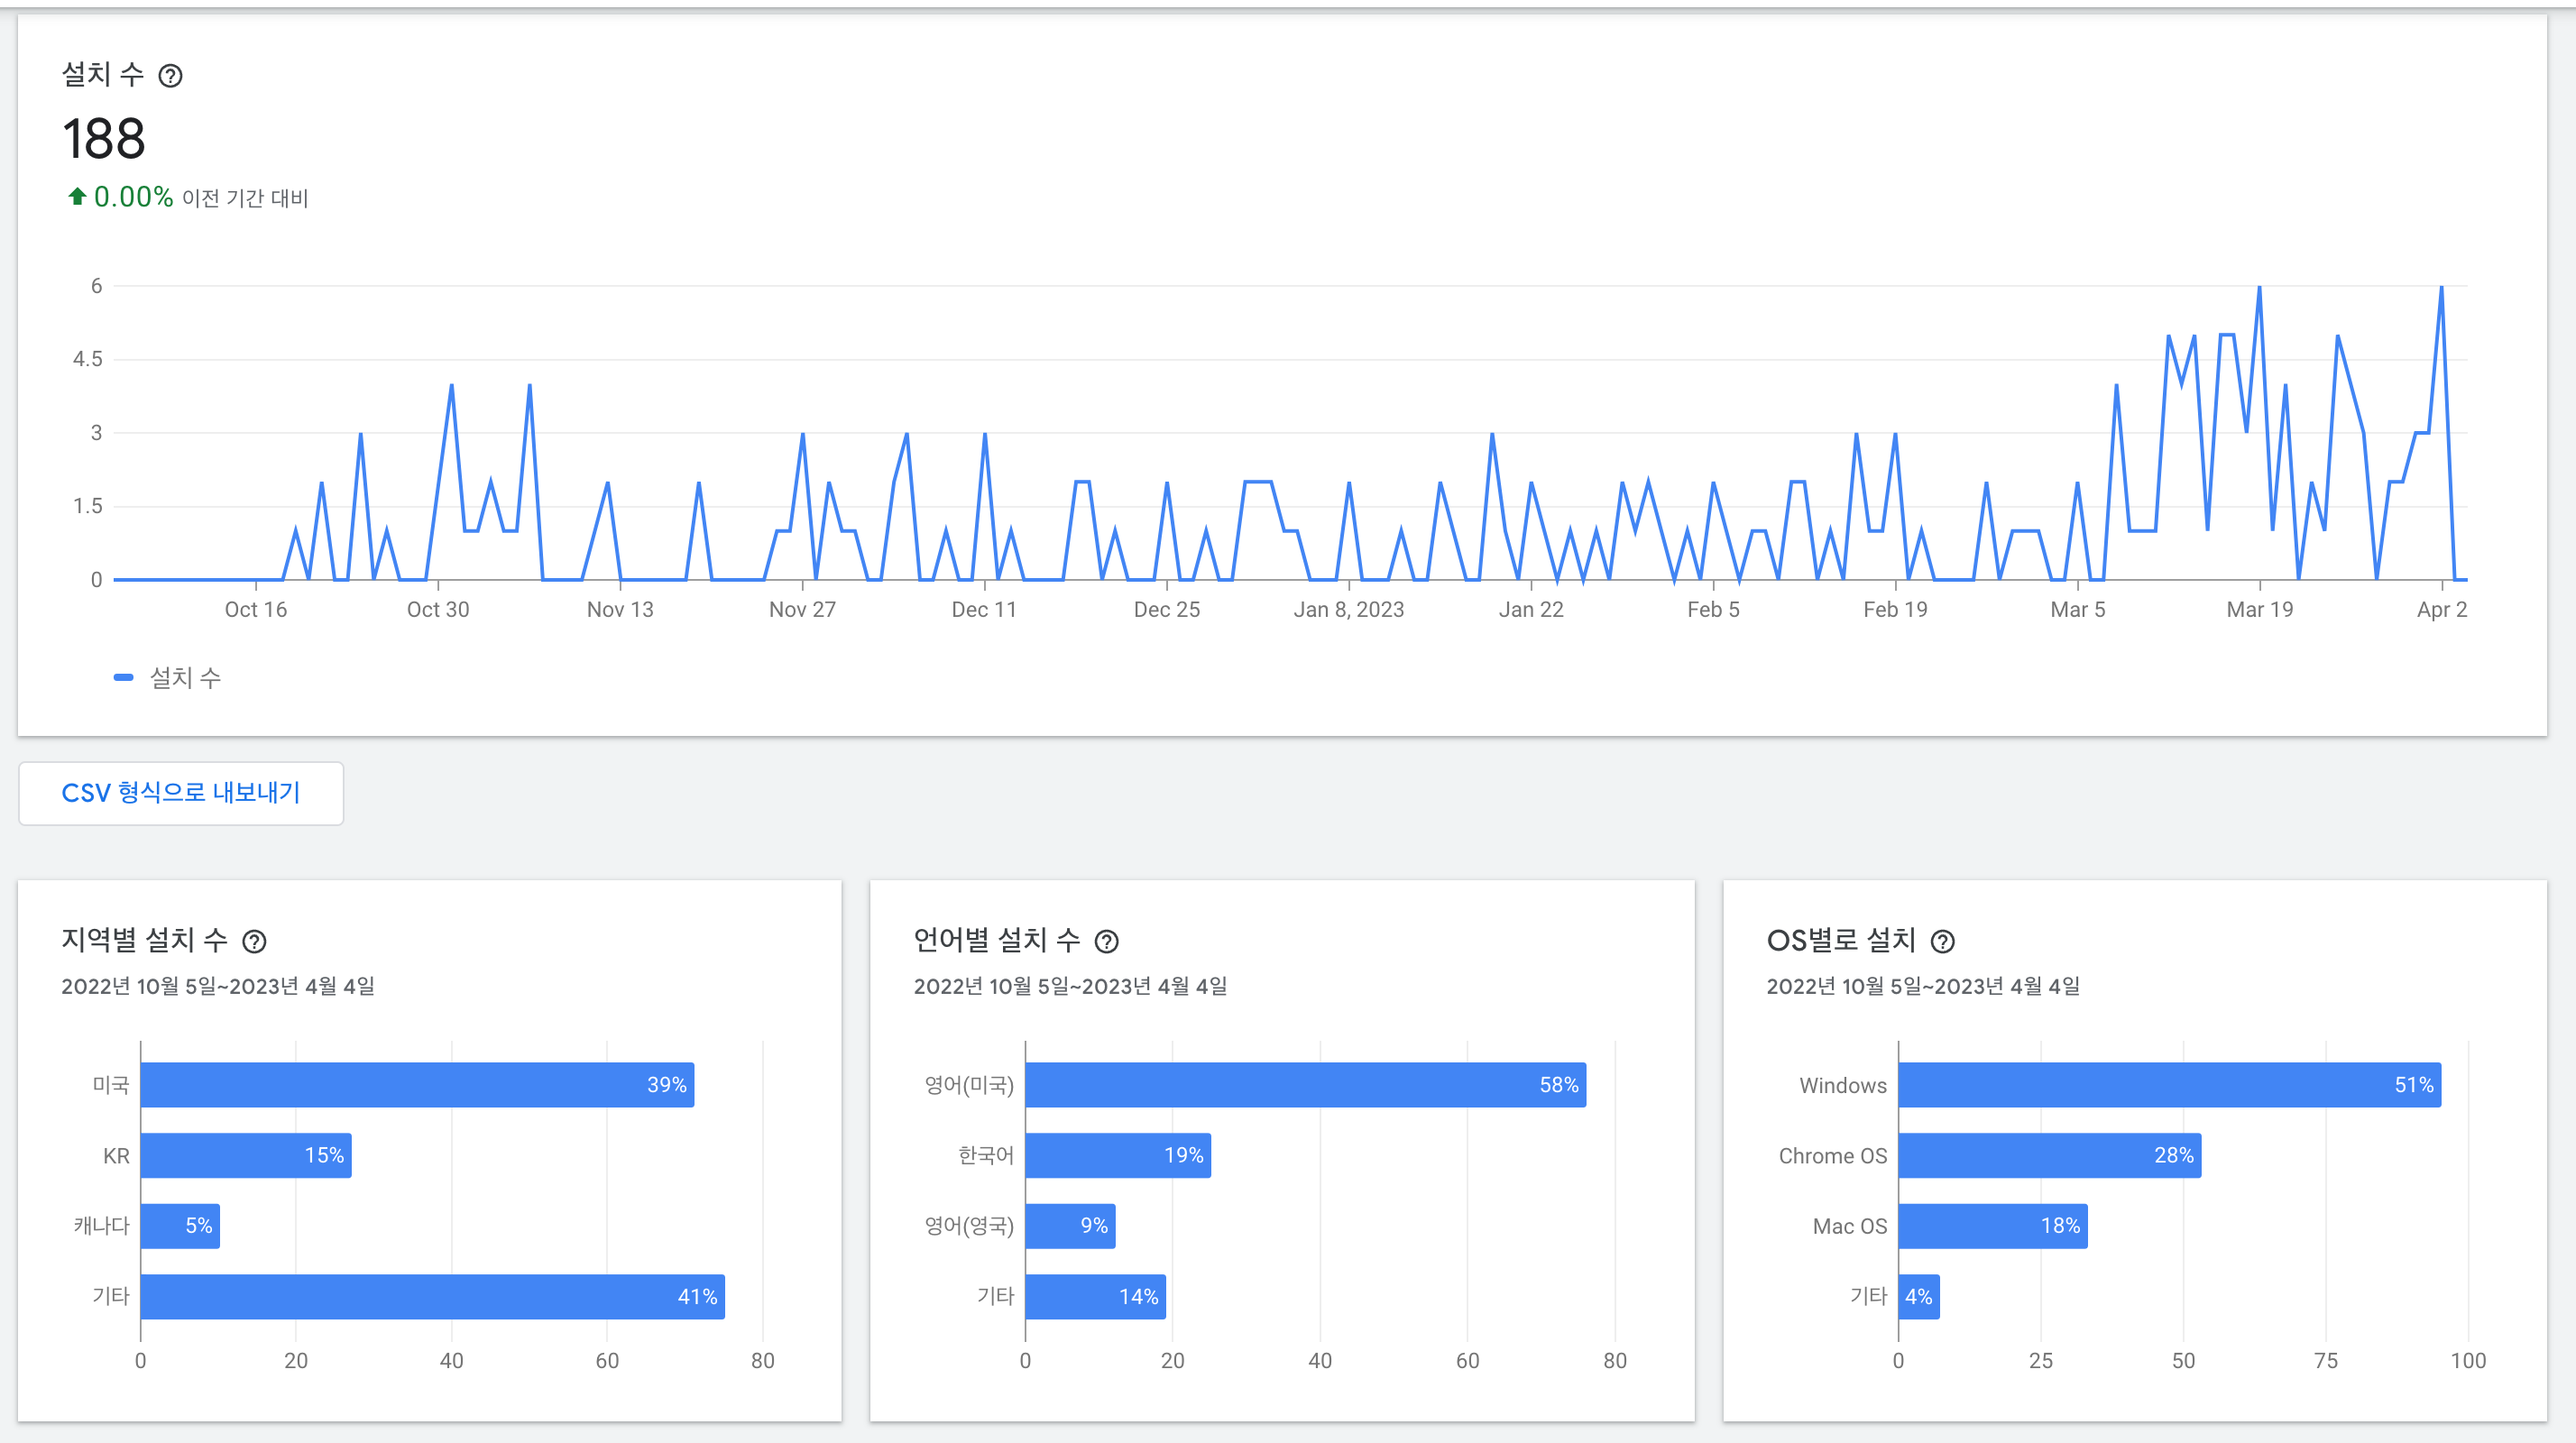 설치 수
188
0.00% 이전 기간 대비
6
4.5
3
1.5
0
Oct 16 Oct 30 Nov 13 Nov 27 Dec 11 Dec 25 Jan 8, 2023 Jan 22 Feb 5 Feb 19 Mar 5 Mar 19 Apr 2
설치 수
CSV 형식으로 내보내기
지역별 설치 수
2022년 10월 5일~2023년 4월 4일
미국 39%
KR 15%
캐나다 5%
기타 41%
0 20 40 60 80
언어별 설치 수
2022년 10월 5일~2023년 4월 4일
영어(미국) 58%
한국어 19%
영어(영국) 9%
기타 14%
0 20 40 60 80
OS별로 설치
2022년 10월 5일~2023년 4월 4일
Windows 51%
Chrome OS 28%
Mac OS 18%
기타 4%
0 25 50 75 100